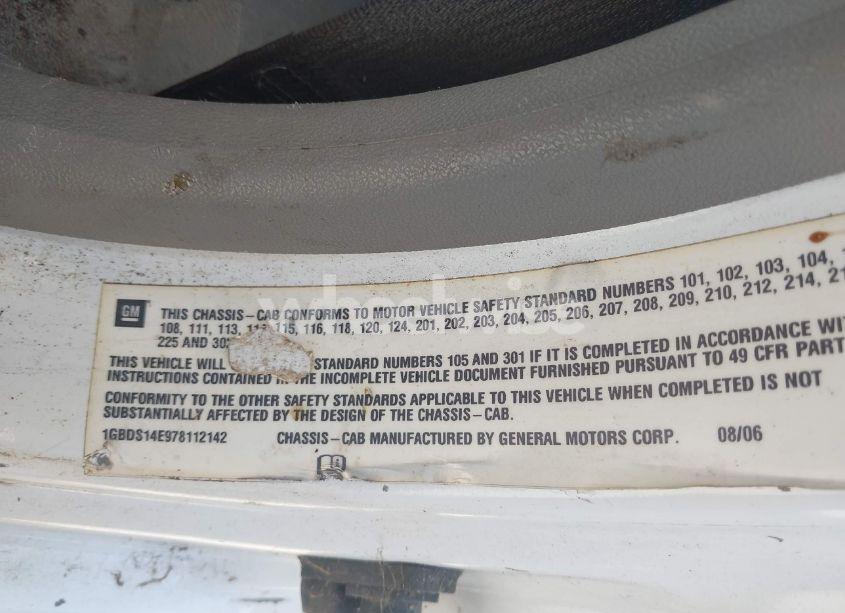 GM
THIS CHASSIS-CAB CONFORMS TO MOTOR VEHICLE SAFETY STANDARD NUMBERS 101, 102, 103, 104,
108, 111, 113, 115, 116, 118, 120, 124, 201, 202, 203, 204, 205, 206, 207, 208, 209, 210, 212, 214,
225 AND
THIS VEHICLE WILL STANDARD NUMBERS 105 AND 301 IF IT IS COMPLETED IN ACCORDANCE
INSTRUCTIONS CONTAINED IN THE INCOMPLETE VEHICLE DOCUMENT FURNISHED PURSUANT TO 49 CFR PART
CONFORMITY TO THE OTHER SAFETY STANDARDS APPLICABLE TO THIS VEHICLE WHEN COMPLETED IS NOT
SUBSTANTIALLY AFFECTED BY THE DESIGN OF THE CHASSIS-CAB.
1GBDS14E978112142 CHASSIS-CAB MANUFACTURED BY GENERAL MOTORS CORP. 08/06